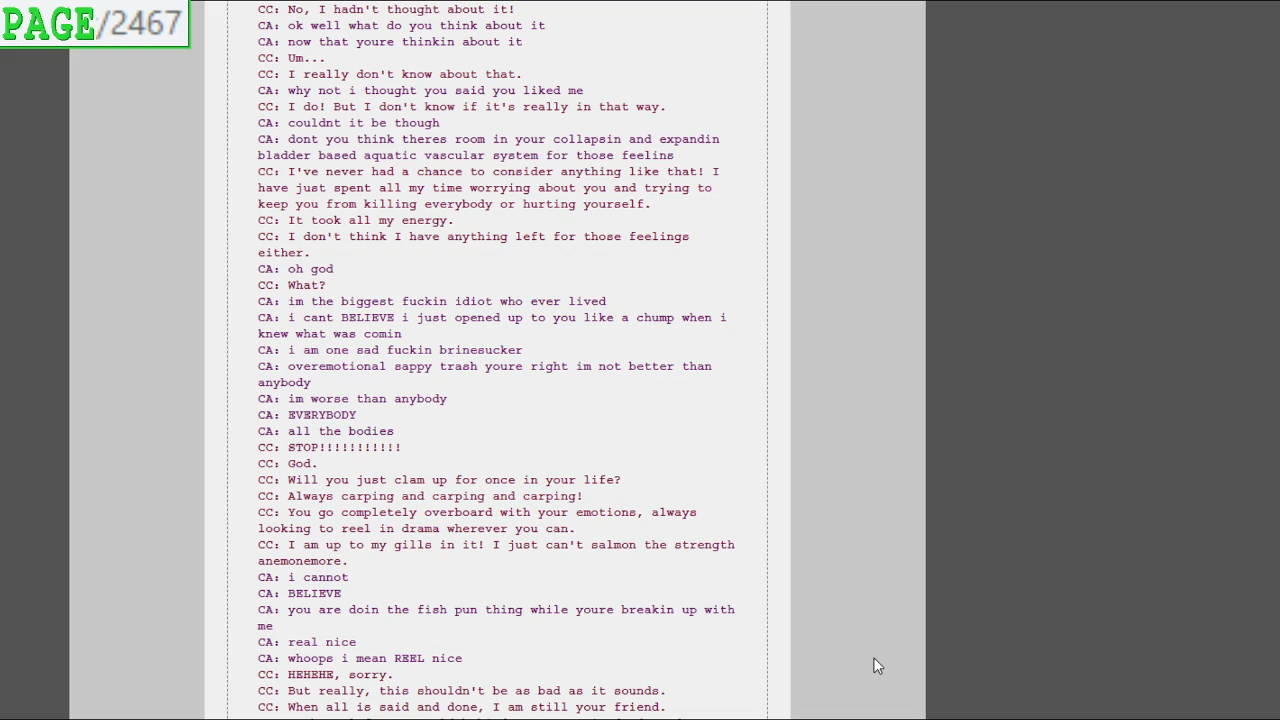 PAGE/2467
CC: No, I hadn't thought about it!
CA: ok well what do you think about it
CA: now that youre thinkin about it
CC: Um...
CC: I really don't know about that.
CA: why not i thought you said you liked me
CC: I do! But I don't know if it's really in that way.
CA: couldnt it be though
CA: dont you think theres room in your collapsin and expandin
bladder based aquatic vascular system for those feelins
CC: I've never had a chance to consider anything like that! I
have just spent all my time worrying about you and trying to
keep you from killing everybody or hurting yourself.
CC: It took all my energy.
CC: I don't think I have anything left for those feelings
either.
CA: oh god
CC: What?
CA: im the biggest fuckin idiot who ever lived
CA: i cant BELIEVE i just opened up to you like a chump when i
knew what was comin
CA: i am one sad fuckin brinesucker
CA: overemotional sappy trash youre right im not better than
anybody
CA: im worse than anybody
CA: EVERYBODY
CA: all the bodies
CC: STOP!!!!!!!!!!!
CC: God.
CC: Will you just clam up for once in your life?
CC: Always carping and carping and carping!
CC: You go completely overboard with your emotions, always
looking to reel in drama wherever you can.
CC: I am up to my gills in it! I just can't salmon the strength
anemonemore.
CA: i cannot
CA: BELIEVE
CA: you are doin the fish pun thing while youre breakin up with
me
CA: real nice
CA: whoops i mean REEL nice
CC: HEHEHE, sorry.
CC: But really, this shouldn't be as bad as it sounds.
CC: When all is said and done, I am still your friend.